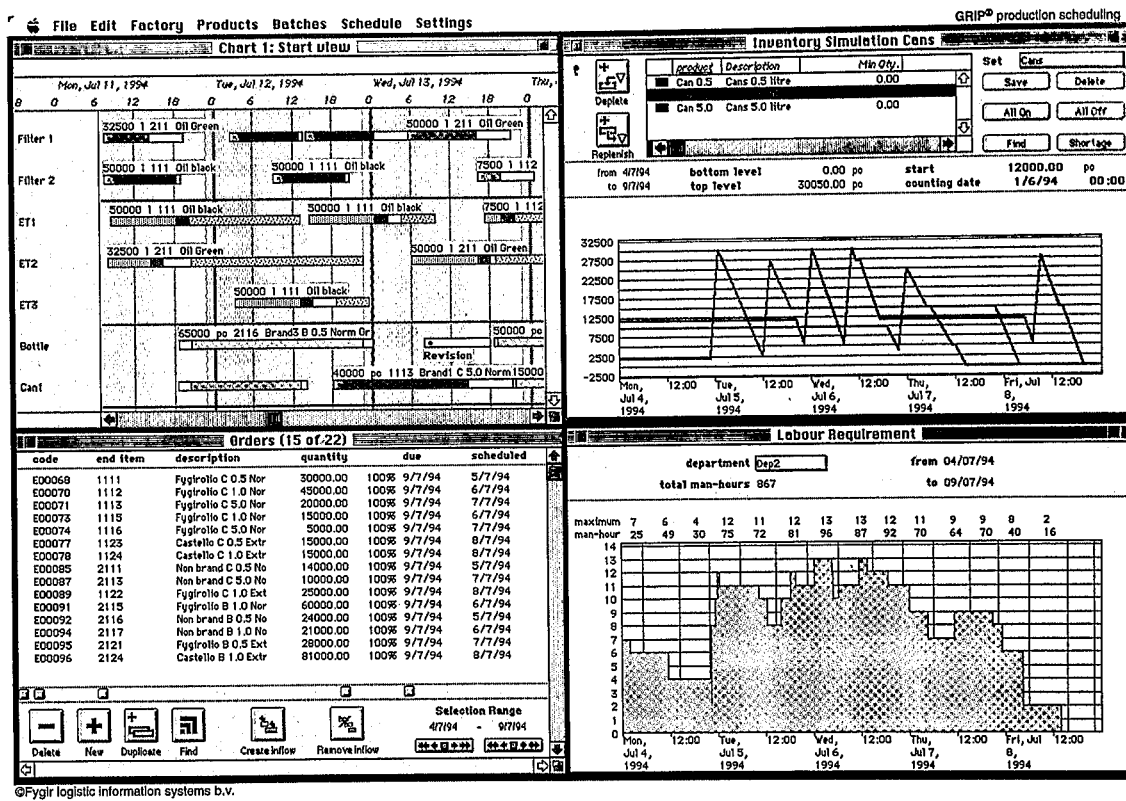 GRIP® production scheduling
File Edit Factory Products Batches Schedule Settings
Chart 1: Start view
Mon, Jul 11, 1994 Tue, Jul 12, 1994 Wed, Jul 13, 1994 Thu,
8 0 6 12 18 0 6 12 18 0 6 12 18 0
Filter 1
32500 1 211 Oil Green
50000 1 211 Oil Green
Filter 2
50000 1 111 Oil black
50000 1 111 Oil black
7500 1 112
ET1
50000 1 111 Oil black
50000 1 111 Oil black
7500 1 112
ET2
32500 1 211 Oil Green
50000 1 211 Oil Green
ET3
50000 1 111 Oil black
Bottle
65000 po 2116 Brand3 B 0.5 Norm Gr
50000 po
Revision
Cant
40000 po 1113 Brand1 C 5.0 Norm
15000
Inventory Simulation Cans
Deplete
Replenish
product Description Min Qty.
Can 0.5 Cans 0.5 litre 0.00
Can 5.0 Cans 5.0 litre 0.00
Set Cans
Save Delete
All On All Off
Find Shortage
from 4/7/94 bottom level 0.00 po start 12000.00 po
to 9/7/94 top level 30050.00 po counting date 1/6/94 00:00
32500
27500
22500
17500
12500
7500
2500
-2500
Mon, Jul 4, 1994 12:00 Tue, Jul 5, 1994 12:00 Wed, Jul 6, 1994 12:00 Thu, Jul 7, 1994 12:00 Fri, Jul 8, 1994 12:00
Orders (15 of 22)
code end item description quantity due scheduled
E00068 1111 Fygirolio C 0.5 Nor 30000.00 100% 9/7/94 5/7/94
E00070 1112 Fygirolio C 1.0 Nor 45000.00 100% 9/7/94 6/7/94
E00071 1113 Fygirolio C 5.0 Nor 20000.00 100% 9/7/94 7/7/94
E00073 1115 Fygirolio C 1.0 Nor 15000.00 100% 9/7/94 6/7/94
E00074 1116 Fygirolio C 5.0 Nor 5000.00 100% 9/7/94 7/7/94
E00077 1123 Castello C 0.5 Extr 15000.00 100% 9/7/94 8/7/94
E00078 1124 Castello C 1.0 Extr 15000.00 100% 9/7/94 8/7/94
E00085 2111 Non brand C 0.5 No 14000.00 100% 9/7/94 5/7/94
E00087 2113 Non brand C 5.0 No 10000.00 100% 9/7/94 7/7/94
E00089 1122 Fygirolio C 1.0 Ext 25000.00 100% 9/7/94 8/7/94
E00091 2115 Fygirolio B 1.0 Nor 60000.00 100% 9/7/94 6/7/94
E00092 2116 Non brand B 0.5 No 24000.00 100% 9/7/94 5/7/94
E00094 2117 Non brand B 1.0 No 21000.00 100% 9/7/94 6/7/94
E00095 2121 Fygirolio B 0.5 Ext 28000.00 100% 9/7/94 7/7/94
E00096 2124 Castello B 1.0 Extr 81000.00 100% 9/7/94 8/7/94
Delete New Duplicate Find Create inflow Remove inflow
Selection Range
4/7/94 - 9/7/94
Labour Requirement
department Dep2 from 04/07/94
total man-hours 867 to 09/07/94
maximum 7 6 4 12 11 12 13 13 12 11 9 9 8 2
man-hour 25 49 30 75 72 81 96 87 92 70 64 70 40 16
14
13
12
11
10
9
8
7
6
5
4
3
2
1
0
Mon, Jul 4, 1994 12:00 Tue, Jul 5, 1994 12:00 Wed, Jul 6, 1994 12:00 Thu, Jul 7, 1994 12:00 Fri, Jul 8, 1994 12:00
©Fygir logistic information systems b.v.